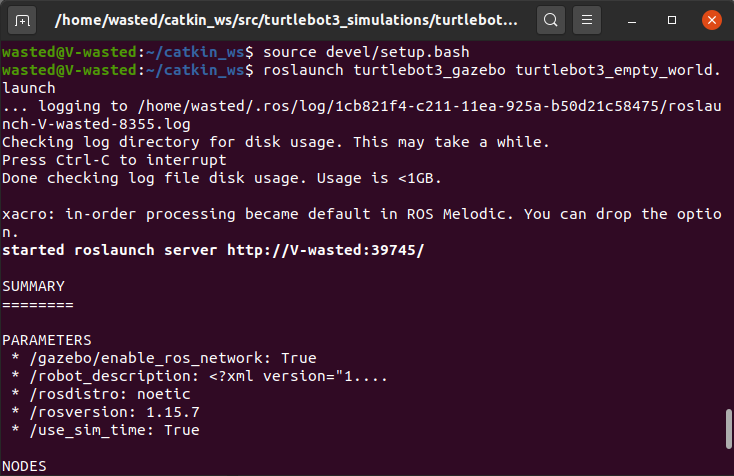 /home/wasted/catkin_ws/src/turtlebot3_simulations/turtlebot...
wasted@V-wasted:~/catkin_ws$ source devel/setup.bash
wasted@V-wasted:~/catkin_ws$ roslaunch turtlebot3_gazebo turtlebot3_empty_world.
launch
... logging to /home/wasted/.ros/log/1cb821f4-c211-11ea-925a-b50d21c58475/roslau
nch-V-wasted-8355.log
Checking log directory for disk usage. This may take a while.
Press Ctrl-C to interrupt
Done checking log file disk usage. Usage is <1GB.
xacro: in-order processing became default in ROS Melodic. You can drop the optio
n.
started roslaunch server http://V-wasted:39745/
SUMMARY
========
PARAMETERS
 * /gazebo/enable_ros_network: True
 * /robot_description: <?xml version="1....
 * /rosdistro: noetic
 * /rosversion: 1.15.7
 * /use_sim_time: True
NODES